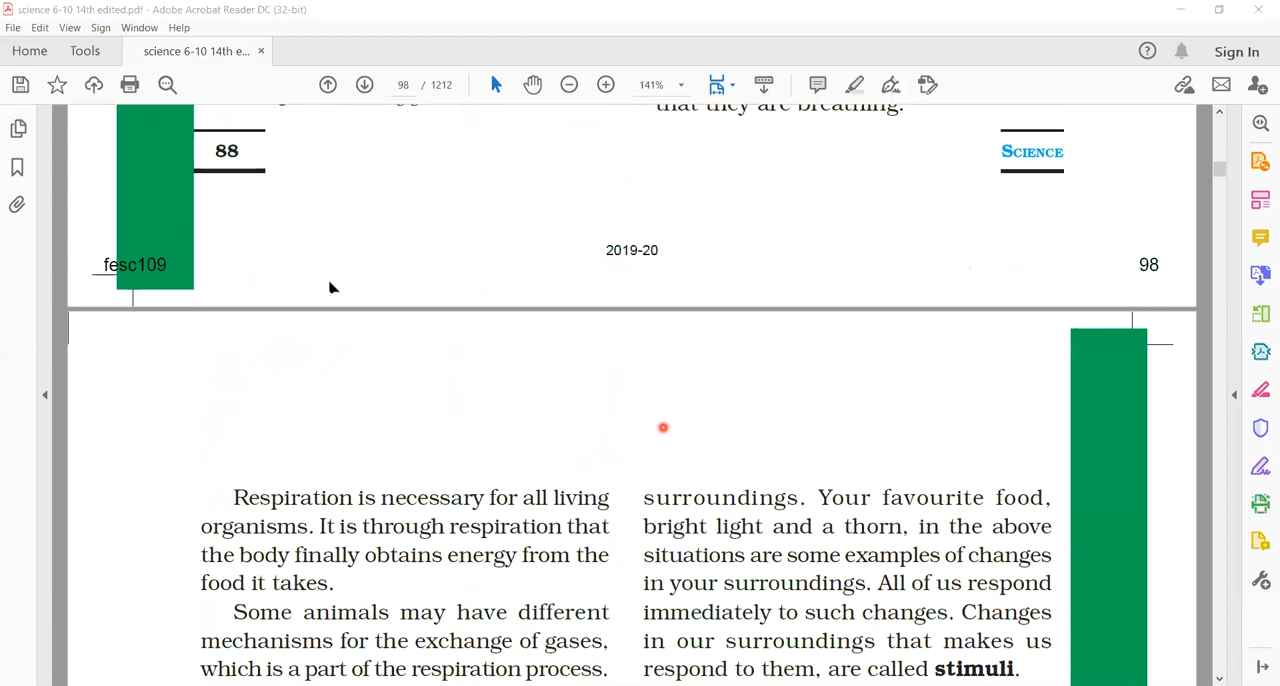 science 6-10 14th edited.pdf - Adobe Acrobat Reader DC (32-bit)
File Edit View Sign Window Help
Home Tools science 6-10 14th e... × Sign In
98 / 1212 141%
that they are breathing.
88
SCIENCE
2019-20
fesc109
98
Respiration is necessary for all living
organisms. It is through respiration that
the body finally obtains energy from the
food it takes.
Some animals may have different
mechanisms for the exchange of gases,
which is a part of the respiration process.
surroundings. Your favourite food,
bright light and a thorn, in the above
situations are some examples of changes
in your surroundings. All of us respond
immediately to such changes. Changes
in our surroundings that makes us
respond to them, are called stimuli.